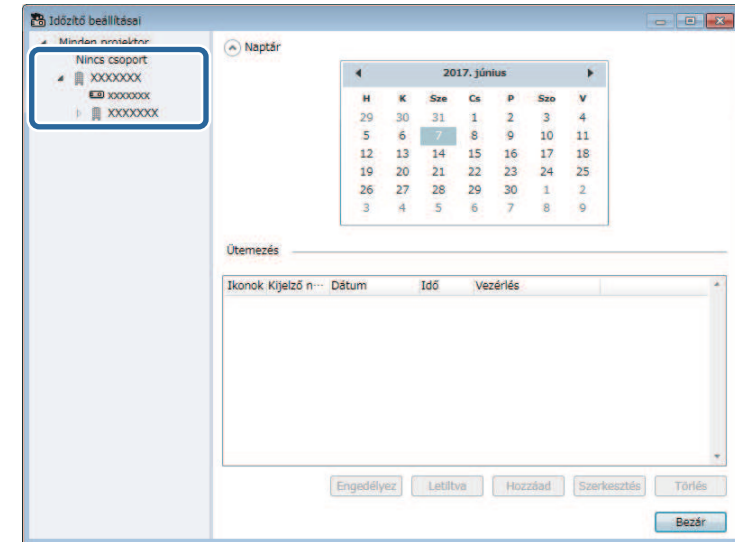 Időzítő beállításai
Minden projektor
Nincs csoport
XXXXXXX
XXXXXXX
XXXXXXX
Naptár
2017. június
H K Sze Cs P Szo V
29 30 31 1 2 3 4
5 6 7 8 9 10 11
12 13 14 15 16 17 18
19 20 21 22 23 24 25
26 27 28 29 30 1 2
3 4 5 6 7 8 9
Ütemezés
Ikonok Kijelző n··· Dátum Idő Vezérlés
Engedélyez Letiltva Hozzáad Szerkesztés Törlés
Bezár